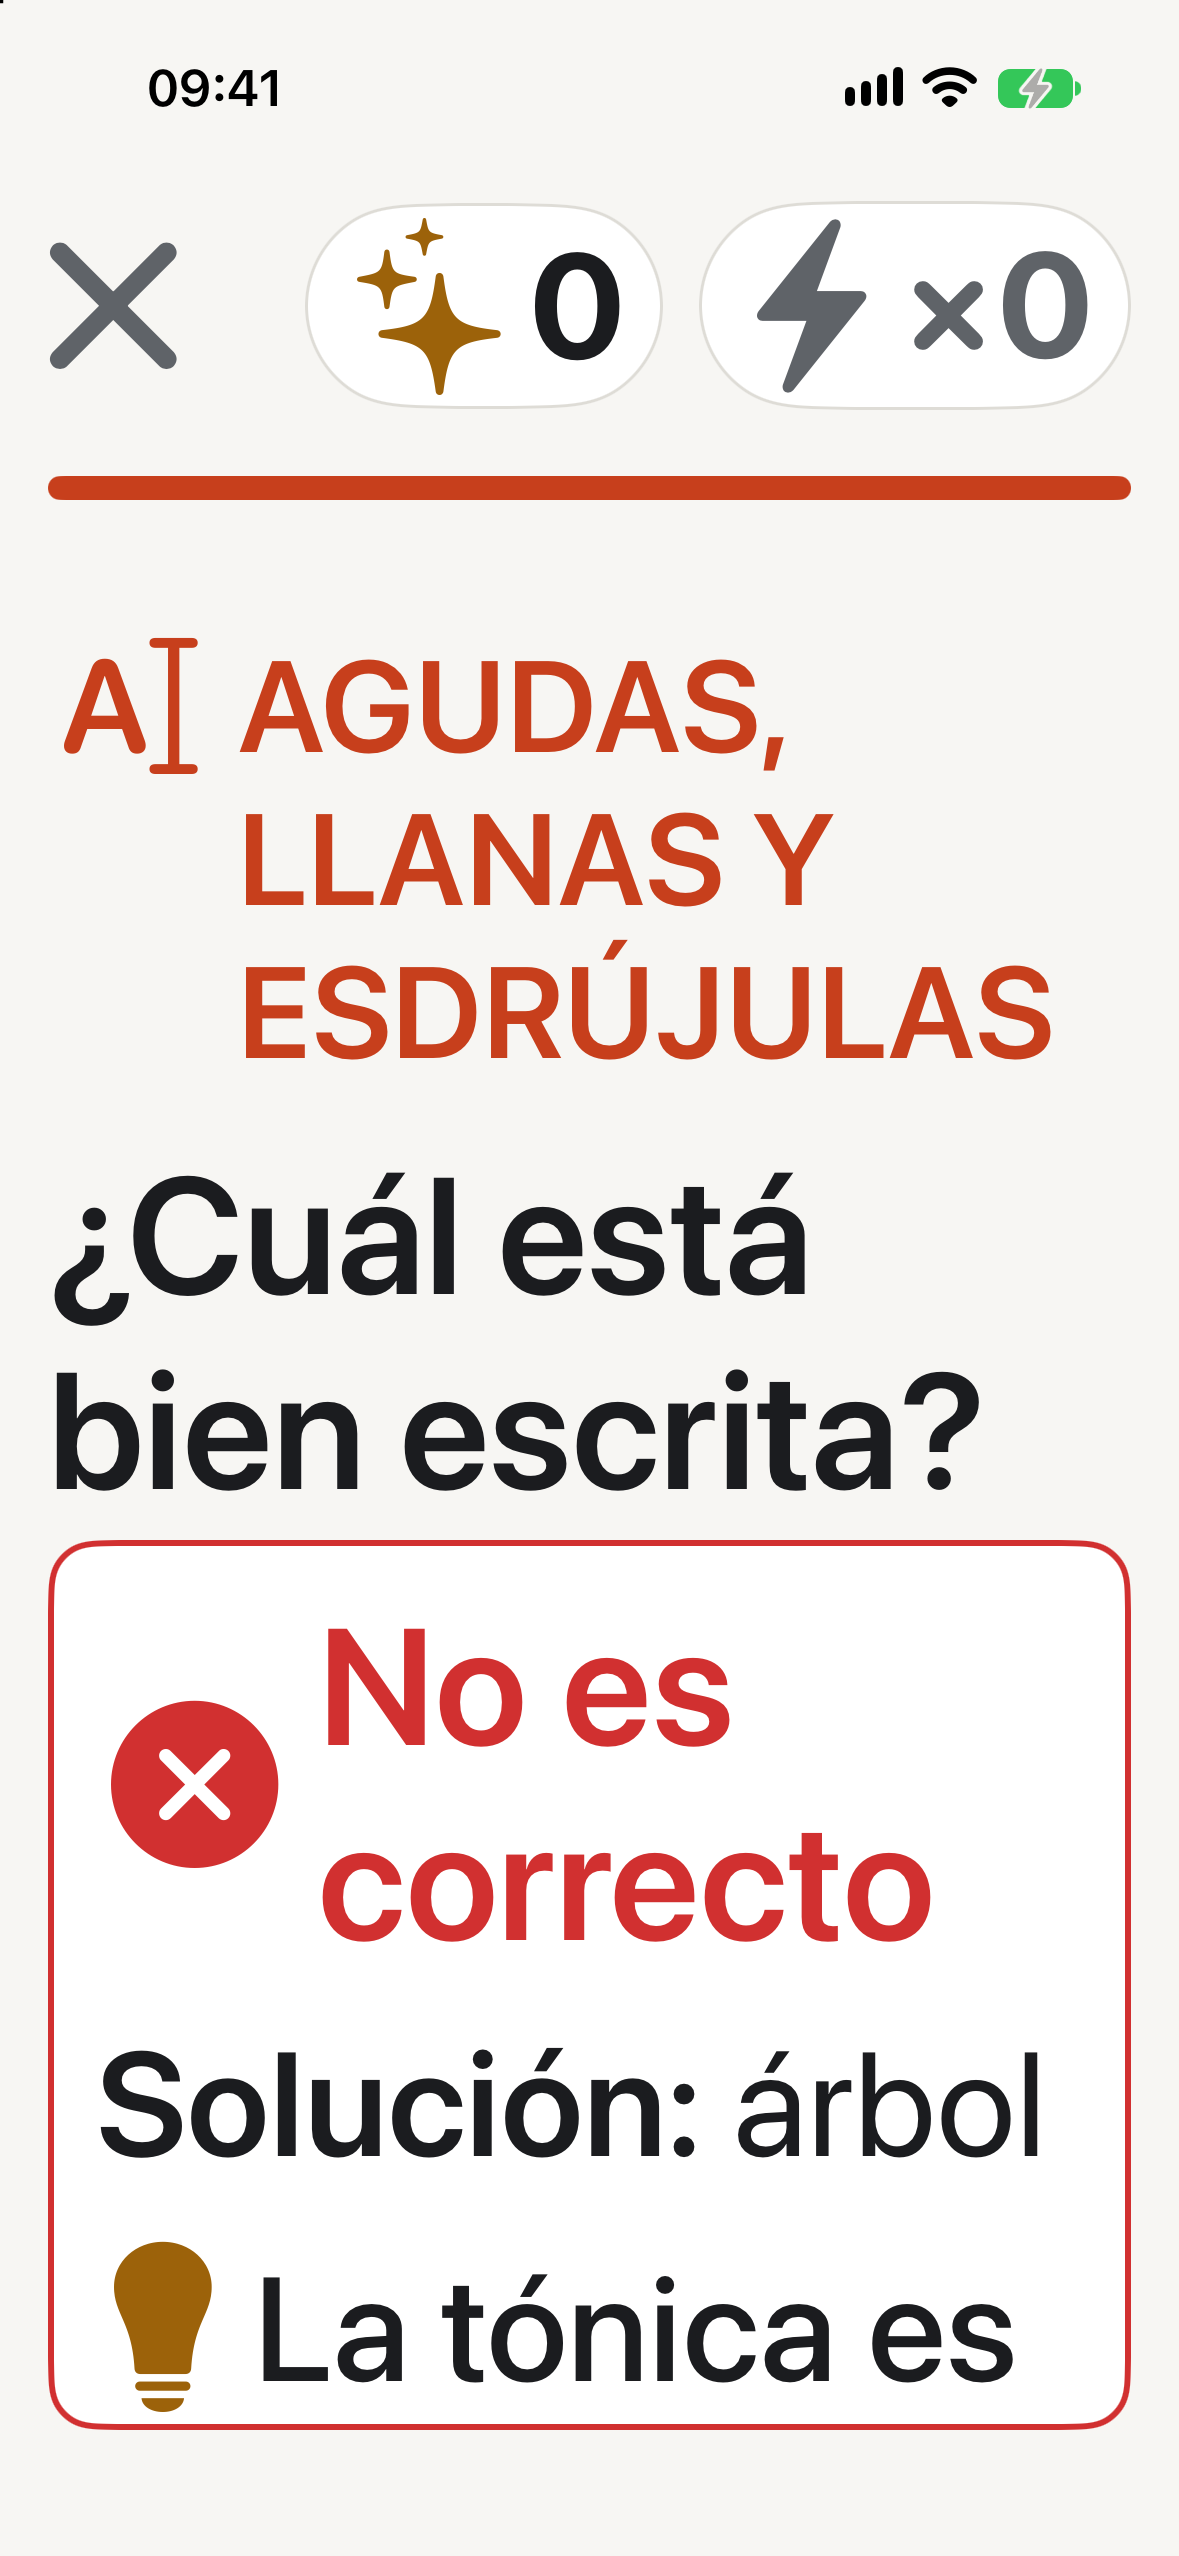 09:41
0
×0
AGUDAS,
LLANAS Y
ESDRÚJULAS
¿Cuál está
bien escrita?
No es
correcto
Solución: árbol
La tónica es